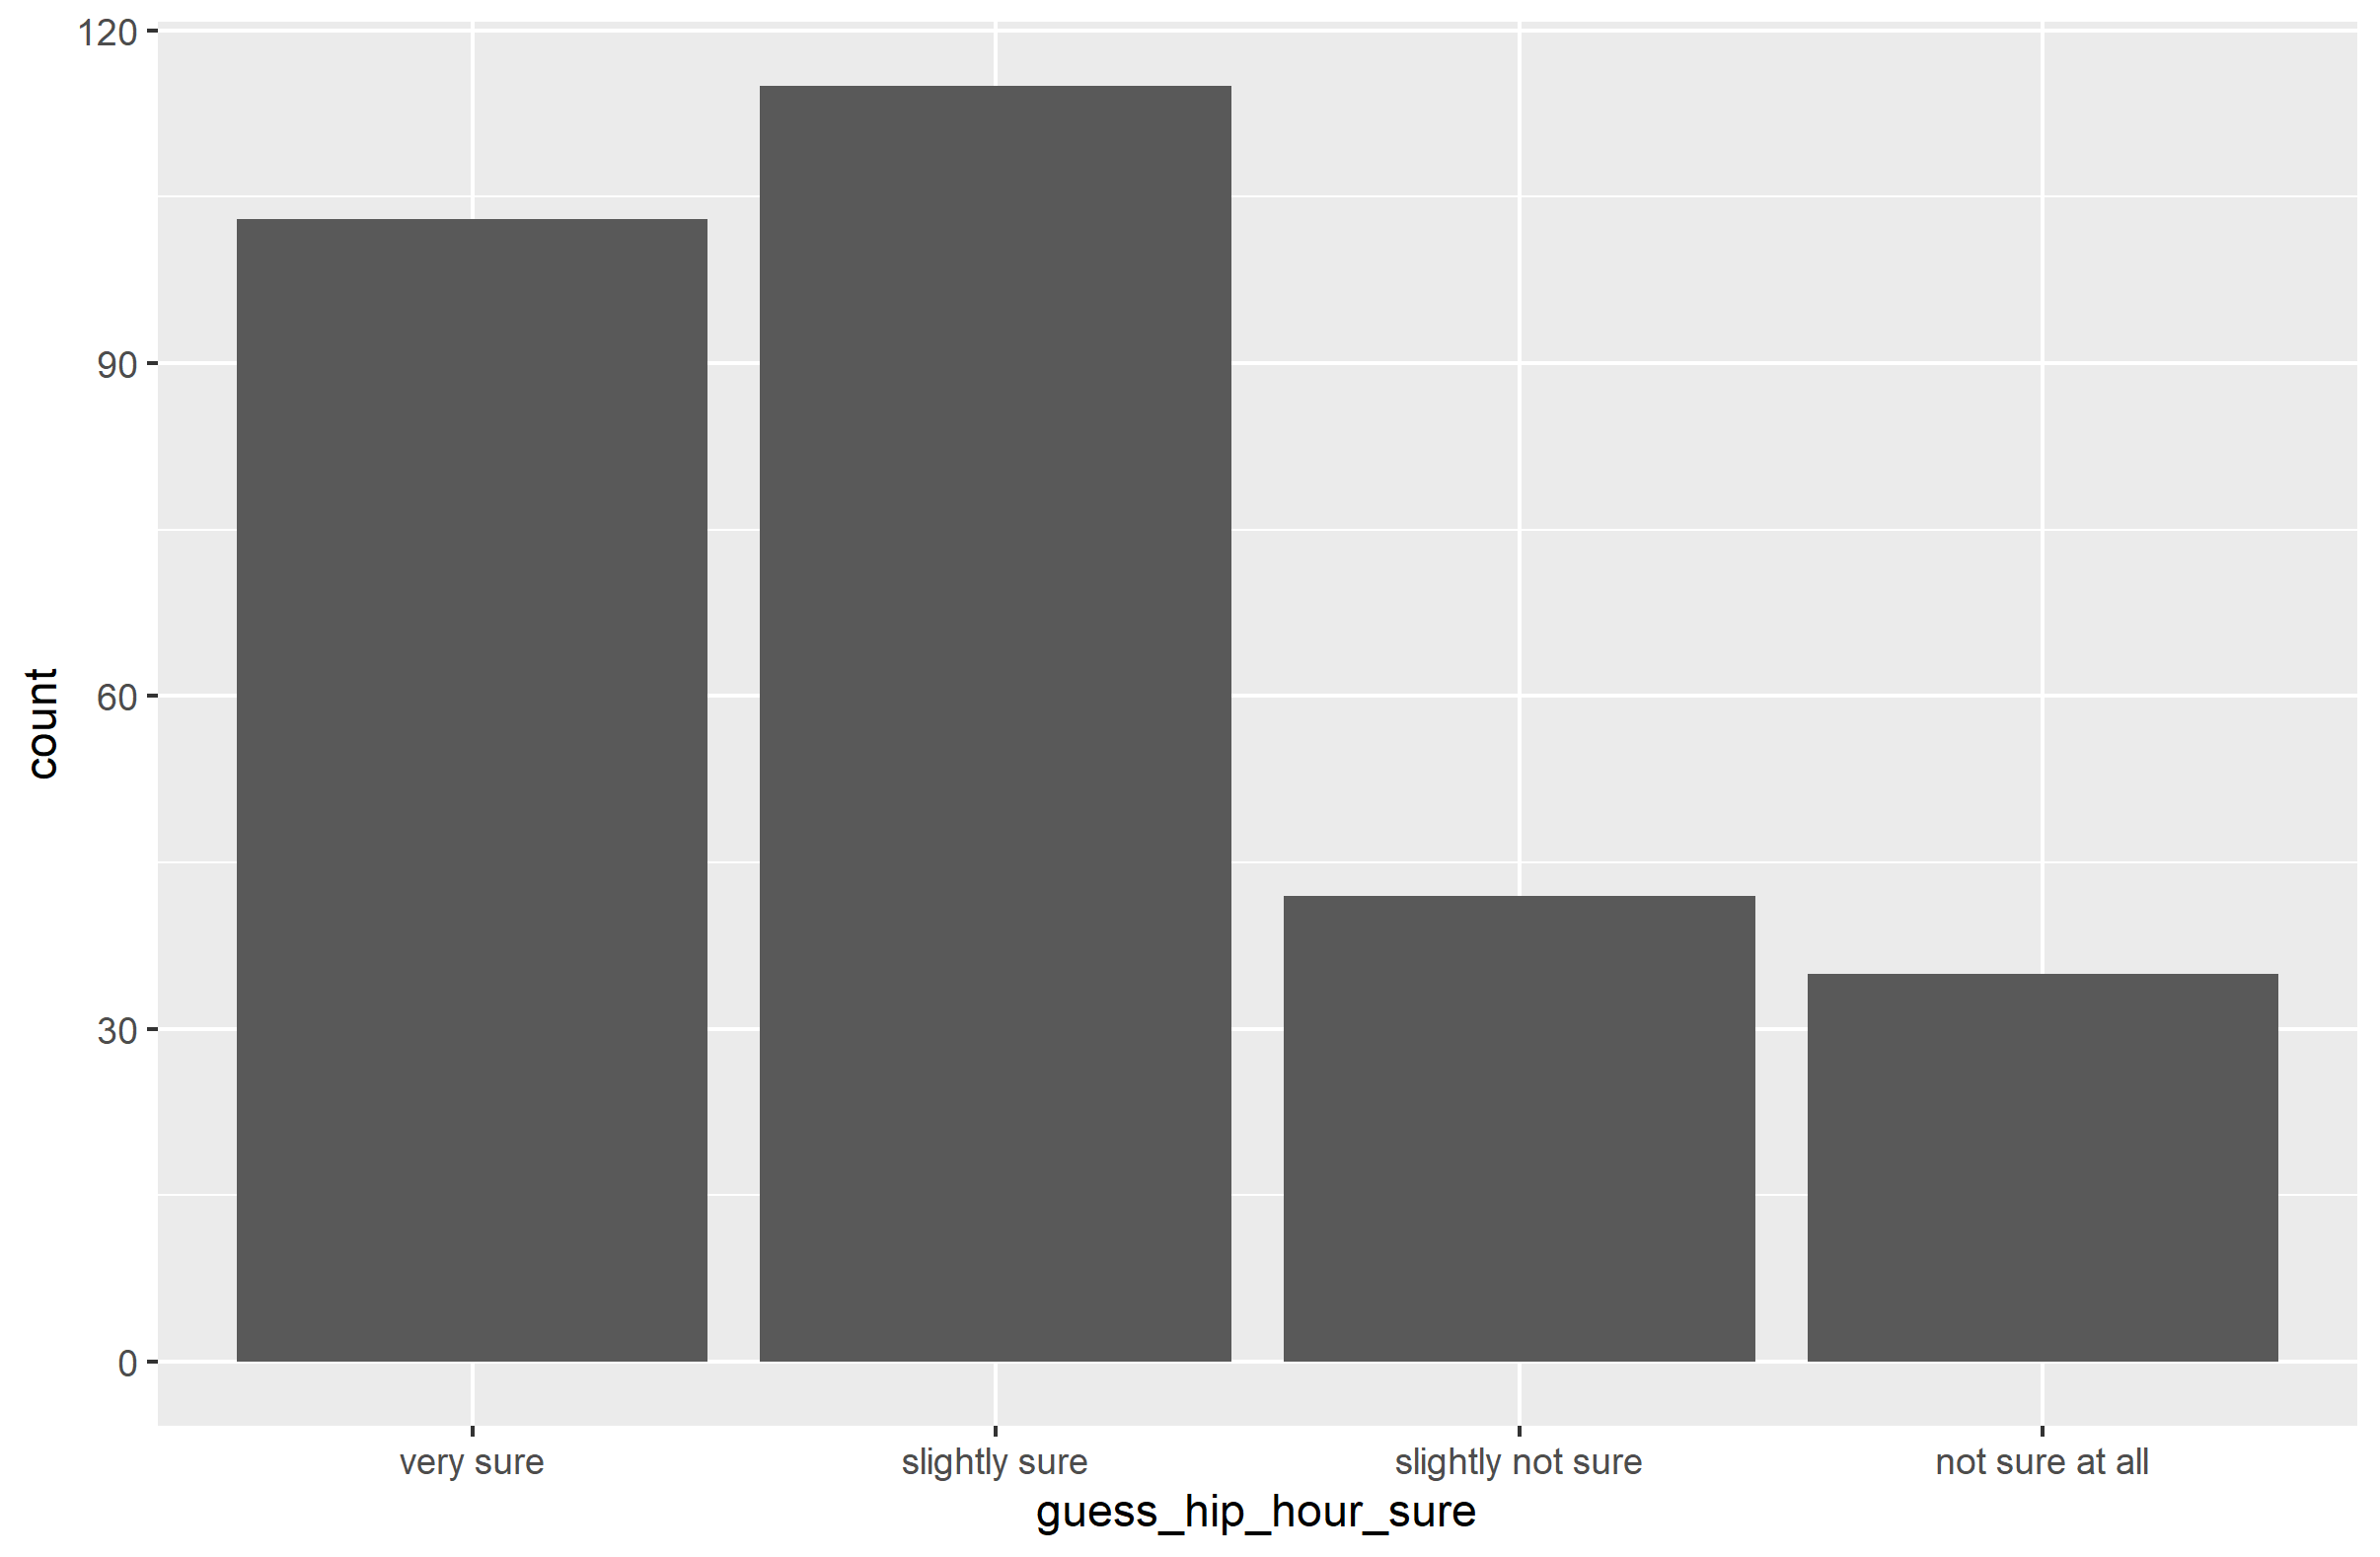 120
90
60
30
0
count
very sure
slightly sure
slightly not sure
not sure at all
guess_hip_hour_sure